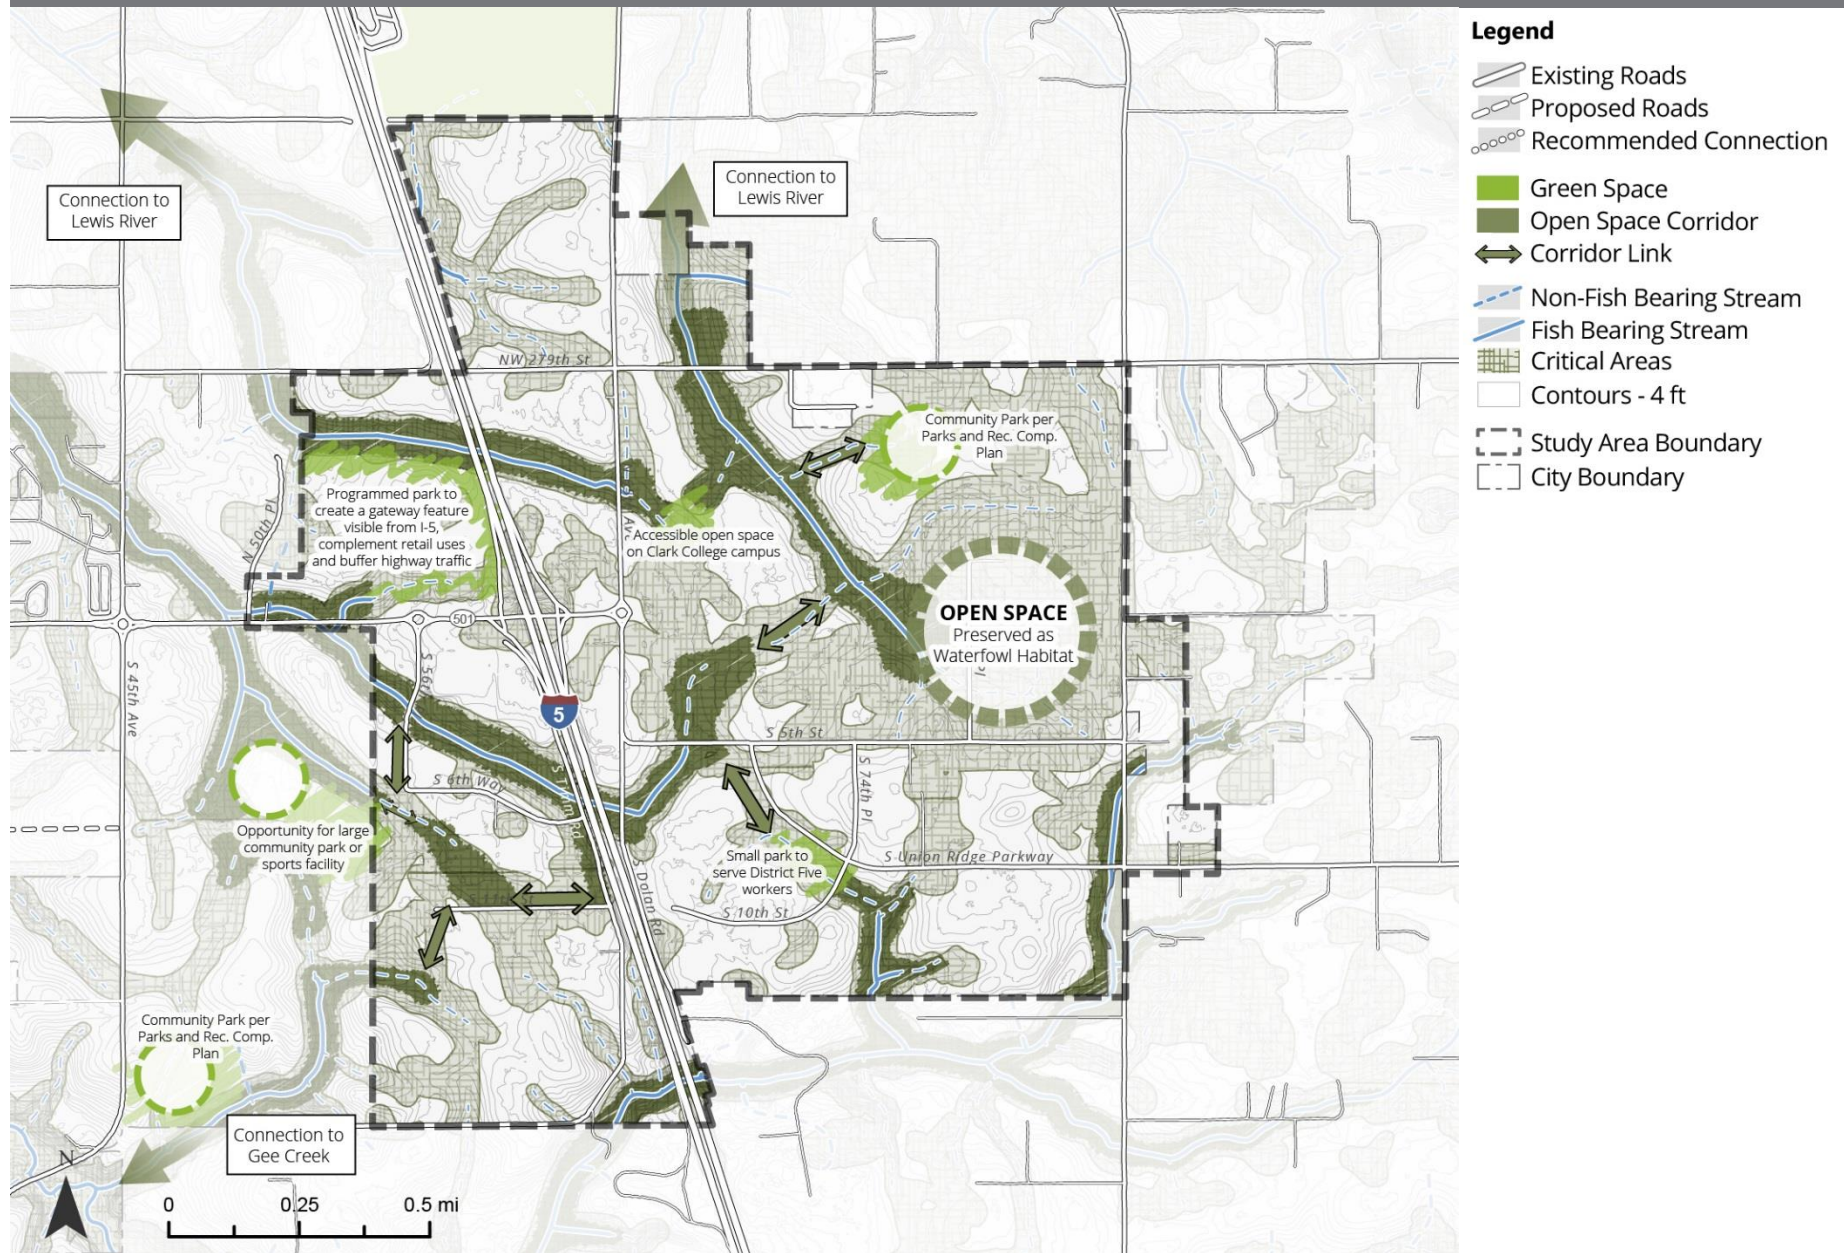 Legend
Existing Roads
Proposed Roads
Recommended Connection
Green Space
Open Space Corridor
Corridor Link
Non-Fish Bearing Stream
Fish Bearing Stream
Critical Areas
Contours - 4 ft
Study Area Boundary
City Boundary
Connection to
Lewis River
Connection to
Lewis River
NW 279th St
Community Park per
Parks and Rec. Comp.
Plan
Programmed park to
create a gateway feature
visible from I-5,
complement retail uses
and buffer highway traffic
N 50th Pl
Accessible open space
on Clark College campus
501
OPEN SPACE
Preserved as
Waterfowl Habitat
S 45th Ave
S 56th
5
S 5th St
S 6th Way
S 74th Pl
Opportunity for large
community park or
sports facility
Small park to
serve District Five
workers
S Union Ridge Parkway
S 10th St
S Dolan Rd
Community Park per
Parks and Rec. Comp.
Plan
Connection to
Gee Creek
N
0 0.25 0.5 mi